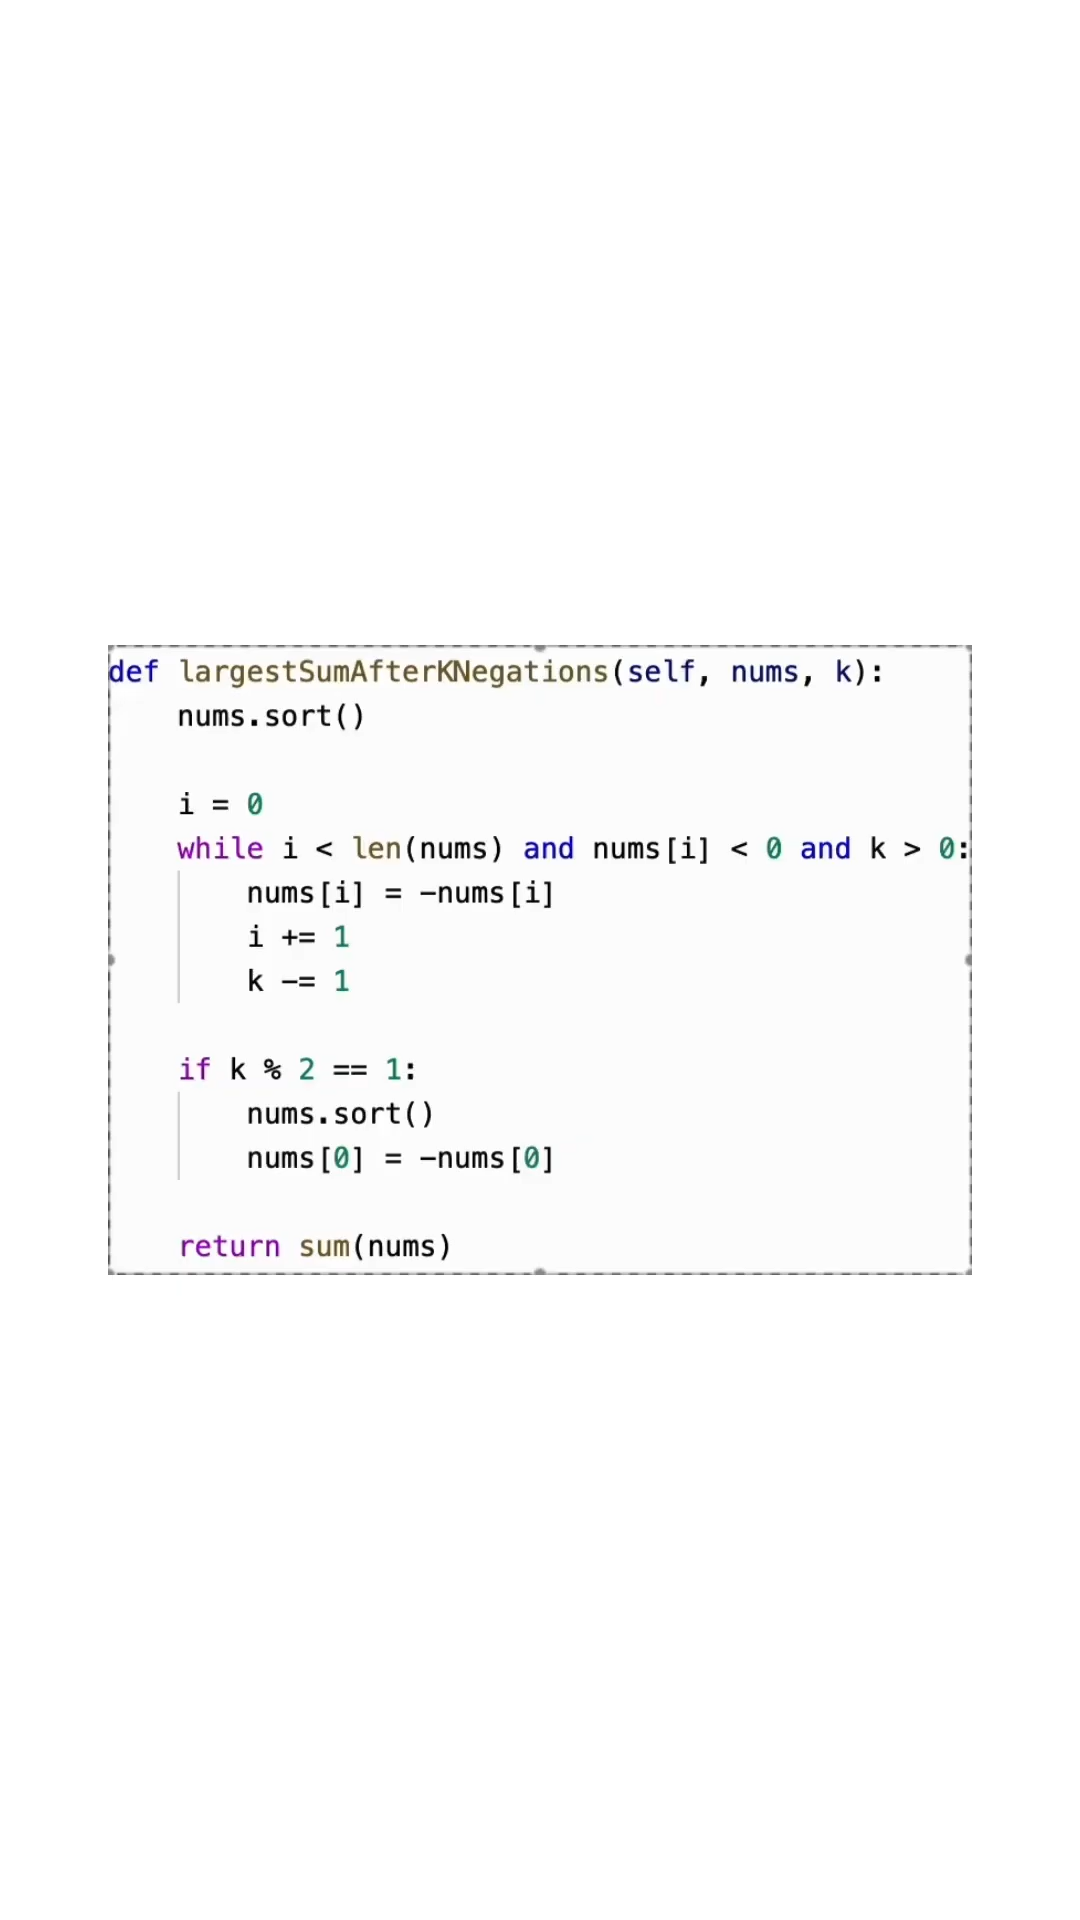 def largestSumAfterKNegations(self, nums, k):
    nums.sort()

    i = 0
    while i < len(nums) and nums[i] < 0 and k > 0:
        nums[i] = -nums[i]
        i += 1
        k -= 1

    if k % 2 == 1:
        nums.sort()
        nums[0] = -nums[0]

    return sum(nums)